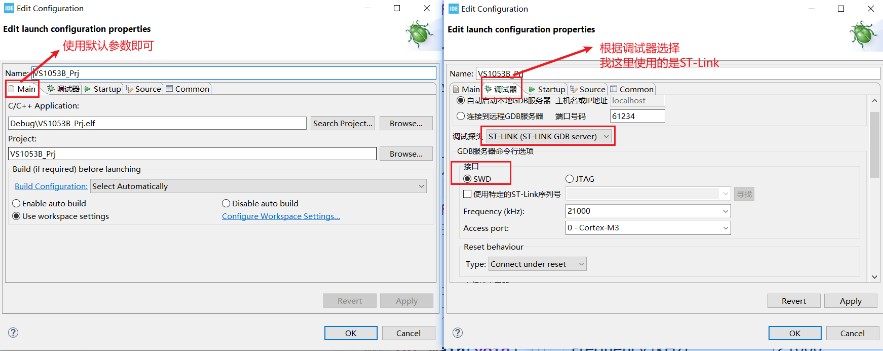 Edit Configuration
Edit launch configuration properties
使用默认参数即可
Name: VS1053B_Prj
Main 调试器 Startup Source Common
C/C++ Application:
Debug\VS1053B_Prj.elf Search Project... Browse...
Project:
VS1053B_Prj Browse...
Build (if required) before launching
Build Configuration: Select Automatically
Enable auto build Disable auto build
Use workspace settings Configure Workspace Settings...
Revert Apply
OK Cancel
Edit Configuration
Edit launch configuration properties
根据调试器选择
我这里使用的是ST-Link
Name: VS1053B_Prj
Main 调试器 Startup Source Common
自动启动本地GDB服务器 主机名或IP地址 localhost
连接到远程GDB服务器 端口号码 61234
调试探头 ST-LINK (ST-LINK GDB server)
GDB服务器命令行选项
接口
SWD JTAG
使用特定的ST-Link序列号
Frequency (kHz): 21000
Access port: 0 - Cortex-M3
Reset behaviour
Type: Connect under reset
Revert Apply
OK Cancel